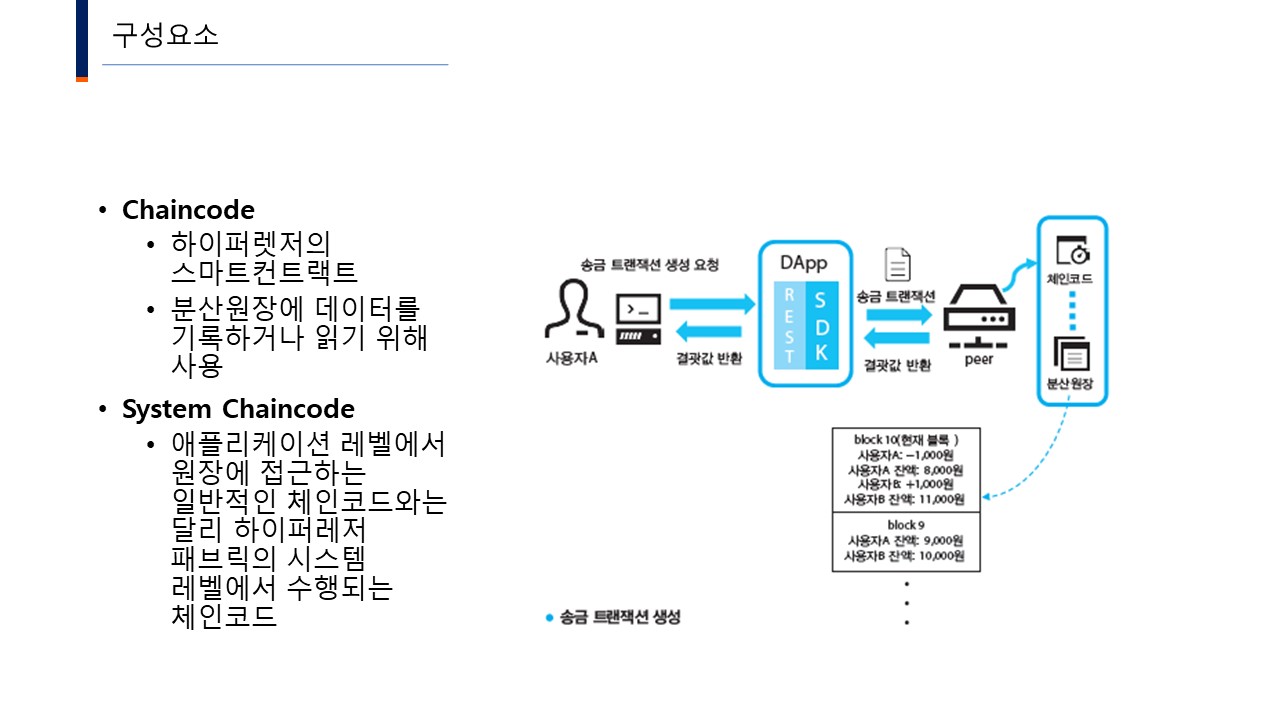 구성요소
• Chaincode
• 하이퍼렛저의
스마트컨트랙트
• 분산원장에 데이터를
기록하거나 읽기 위해
사용
• System Chaincode
• 애플리케이션 레벨에서
원장에 접근하는
일반적인 체인코드와는
달리 하이퍼레저
패브릭의 시스템
레벨에서 수행되는
체인코드
송금 트랜잭션 생성 요청
사용자A
결괏값 반환
DApp
REST
SDK
송금 트랜잭션
결괏값 반환
peer
체인코드
분산원장
block 10(현재 블록 )
사용자A: −1,000원
사용자A 잔액: 8,000원
사용자B: +1,000원
사용자B 잔액: 11,000원
block 9
사용자A 잔액: 9,000원
사용자B 잔액: 10,000원
• 송금 트랜잭션 생성